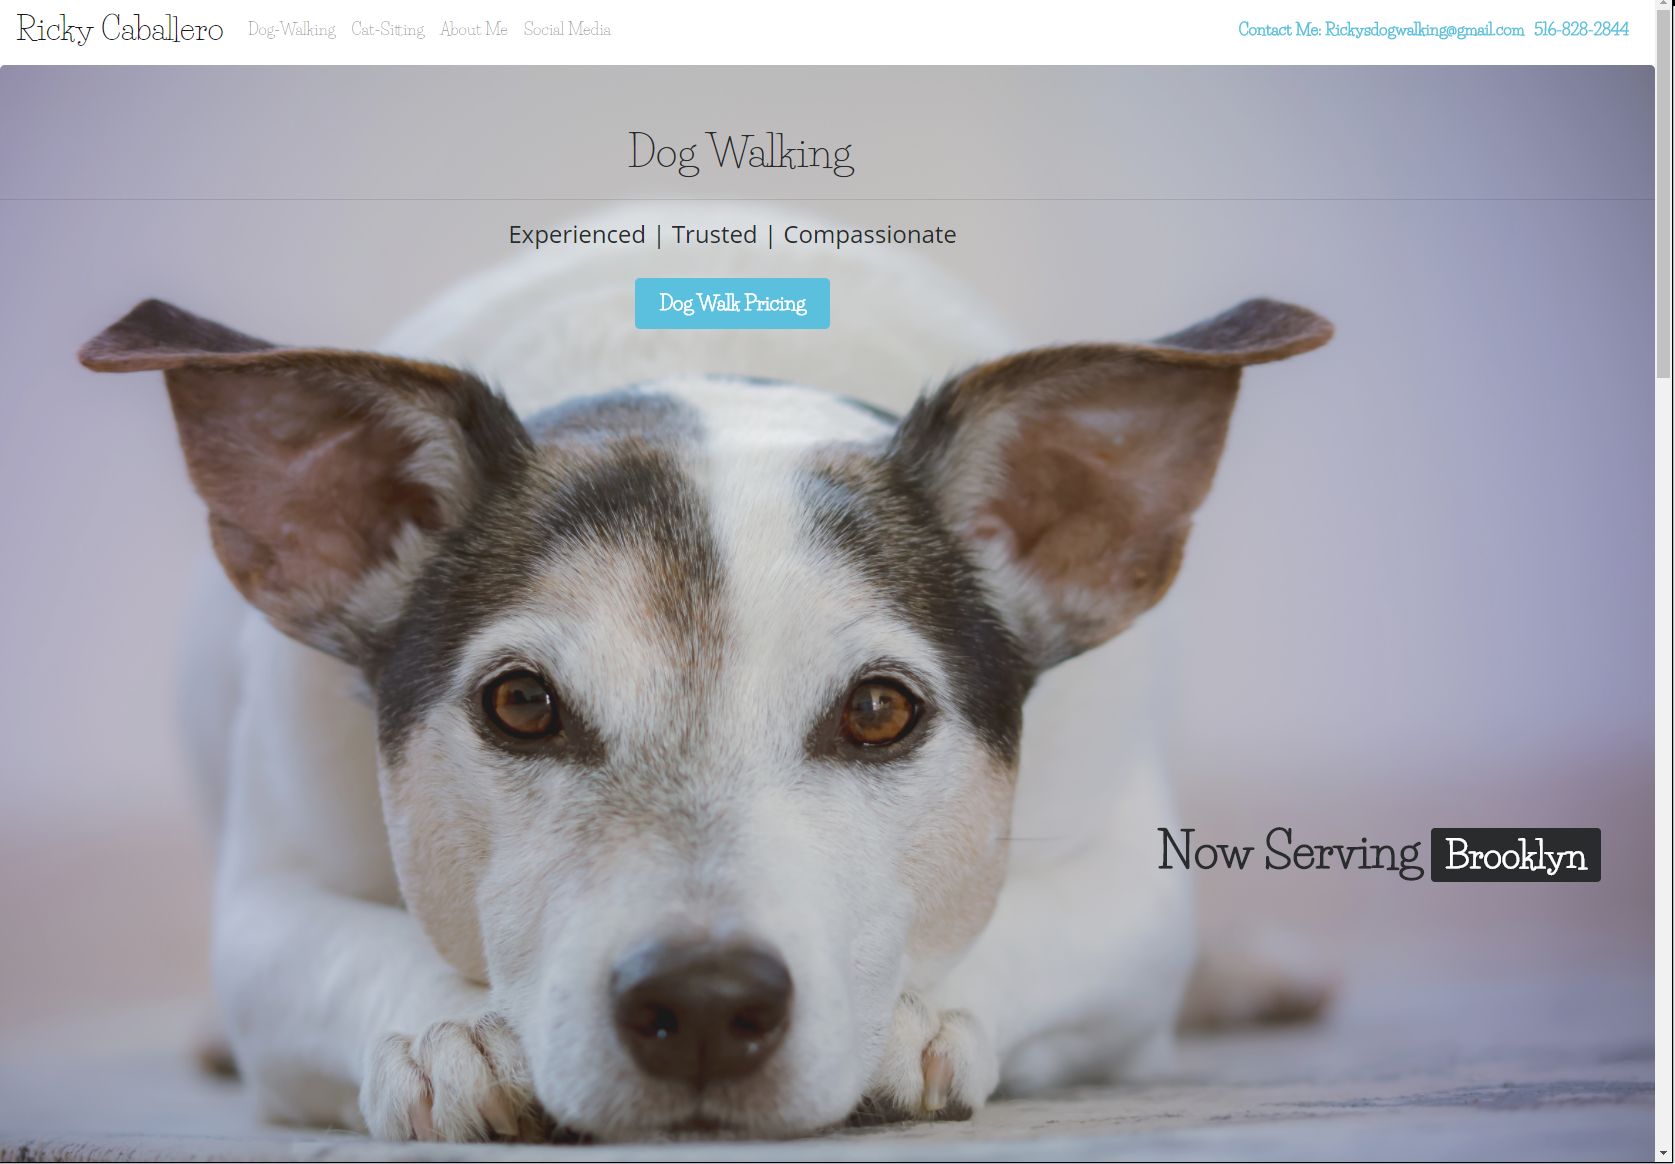 Ricky Caballero Dog-Walking Cat-Sitting About Me Social Media Contact Me: Rickysdogwalking@gmail.com 516-828-2844
Dog Walking
Experienced | Trusted | Compassionate
Dog Walk Pricing
Now Serving Brooklyn